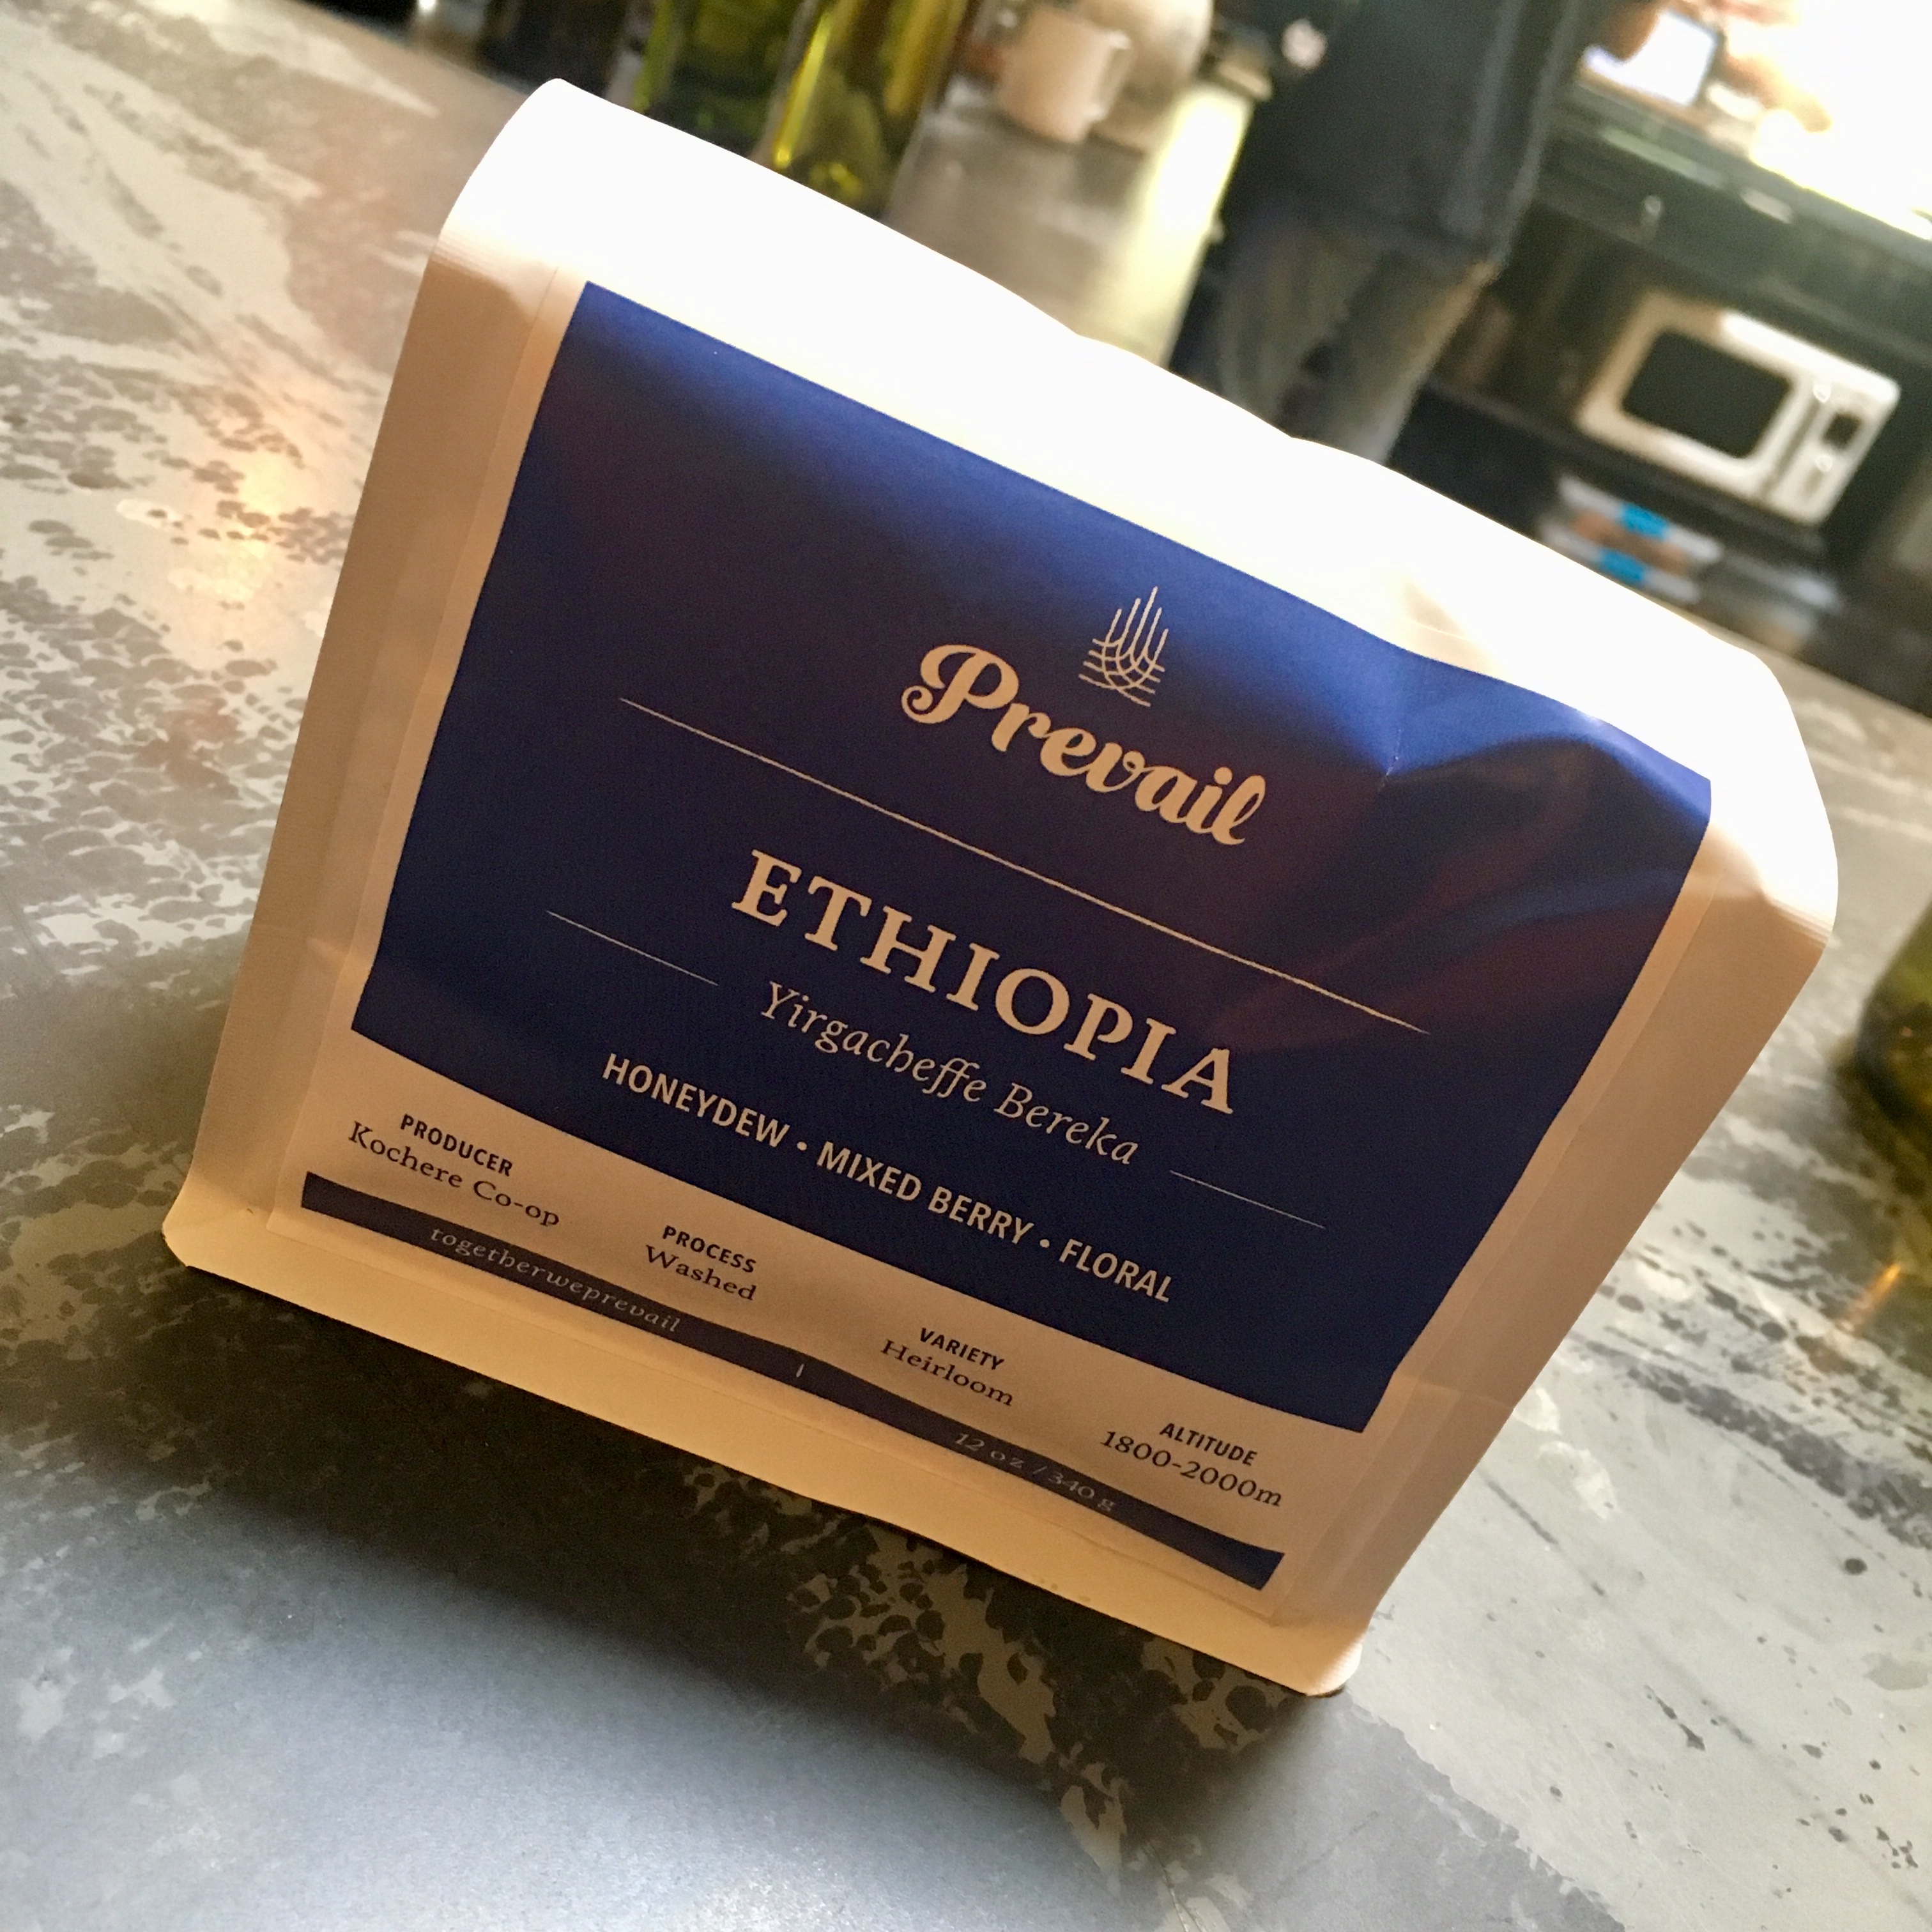 Prevail
ETHIOPIA
Yirgacheffe Bereka
HONEYDEW • MIXED BERRY • FLORAL
PRODUCER
Kochere Co-op
PROCESS
Washed
VARIETY
Heirloom
ALTITUDE
1800-2000m
togetherweprevail | 12 oz / 340 g